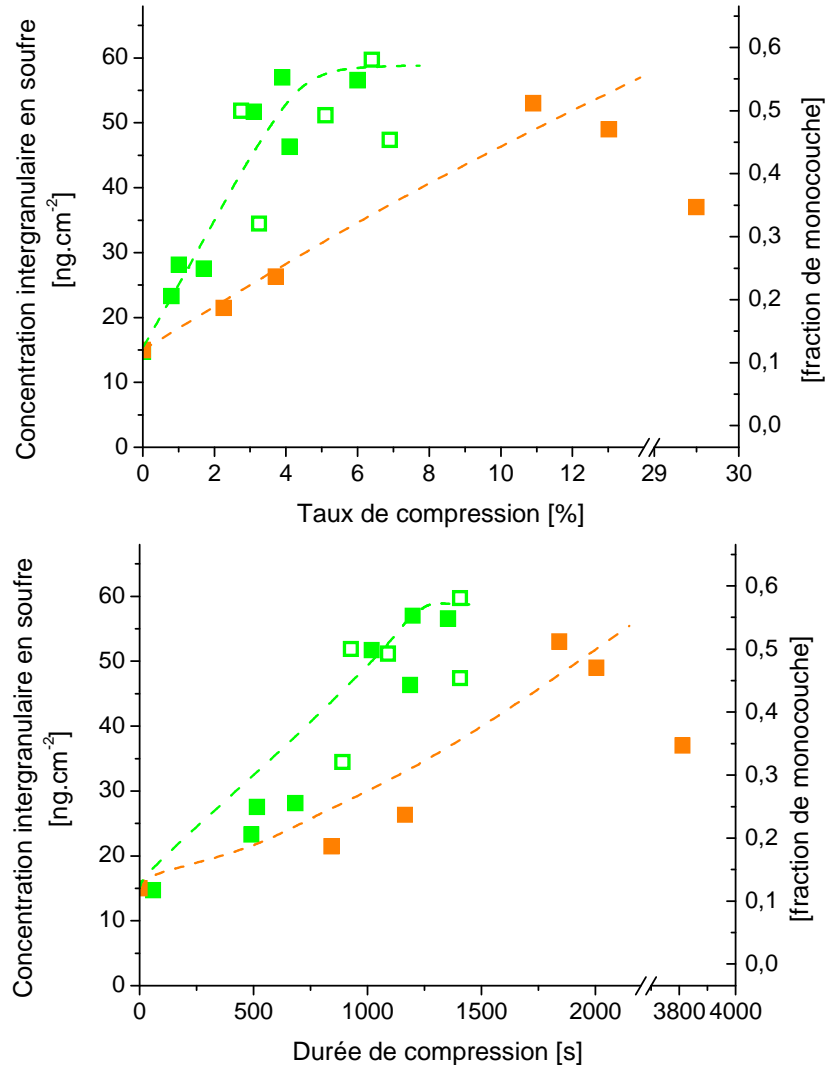 Concentration intergranulaire en soufre
[ng.cm⁻²]
60
50
40
30
20
10
0
0,6
0,5
0,4
0,3
0,2
0,1
0,0
[fraction de monocouche]
0 2 4 6 8 10 12 29 30
Taux de compression [%]
Concentration intergranulaire en soufre
[ng.cm⁻²]
60
50
40
30
20
10
0
0,6
0,5
0,4
0,3
0,2
0,1
0,0
[fraction de monocouche]
0 500 1000 1500 2000 3800 4000
Durée de compression [s]